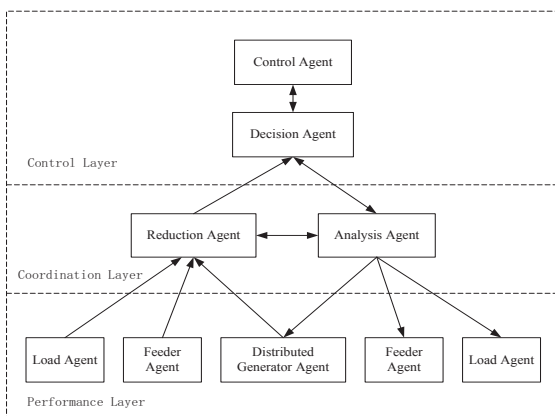 Control Agent
Decision Agent
Control Layer
Reduction Agent
Analysis Agent
Coordination Layer
Load Agent
Feeder
Agent
Distributed
Generator Agent
Feeder
Agent
Load Agent
Performance Layer